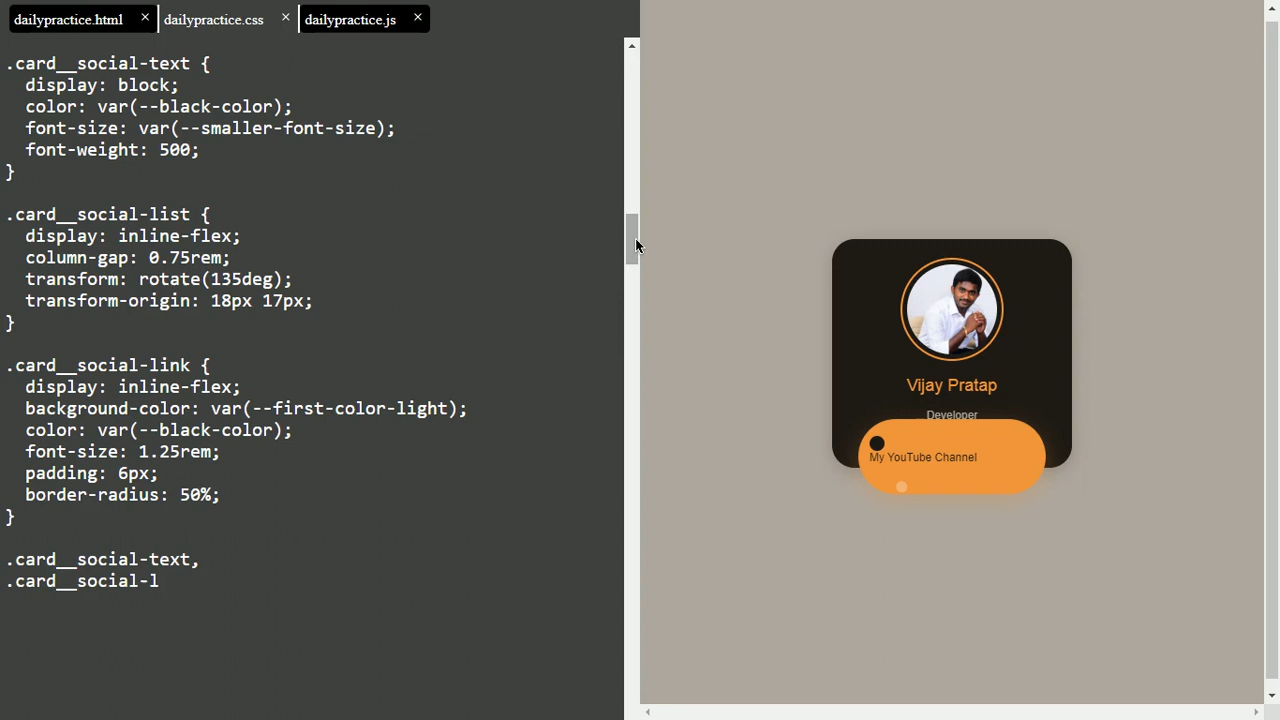 dailypractice.html × dailypractice.css × dailypractice.js ×
.card__social-text {
display: block;
color: var(--black-color);
font-size: var(--smaller-font-size);
font-weight: 500;
}
.card__social-list {
display: inline-flex;
column-gap: 0.75rem;
transform: rotate(135deg);
transform-origin: 18px 17px;
}
.card__social-link {
display: inline-flex;
background-color: var(--first-color-light);
color: var(--black-color);
font-size: 1.25rem;
padding: 6px;
border-radius: 50%;
}
.card__social-text,
.card__social-l
Vijay Pratap
Developer
My YouTube Channel